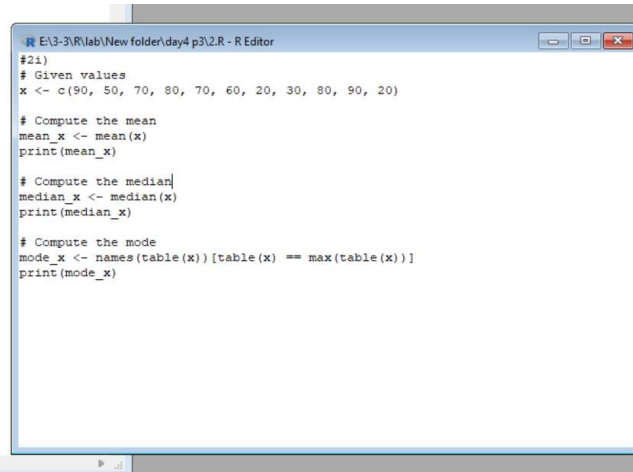 E:\3-3\R\lab\New folder\day4 p3\2.R - R Editor
#2i)
# Given values
x <- c(90, 50, 70, 80, 70, 60, 20, 30, 80, 90, 20)
# Compute the mean
mean_x <- mean(x)
print(mean_x)
# Compute the median
median_x <- median(x)
print(median_x)
# Compute the mode
mode_x <- names(table(x))[table(x) == max(table(x))]
print(mode_x)